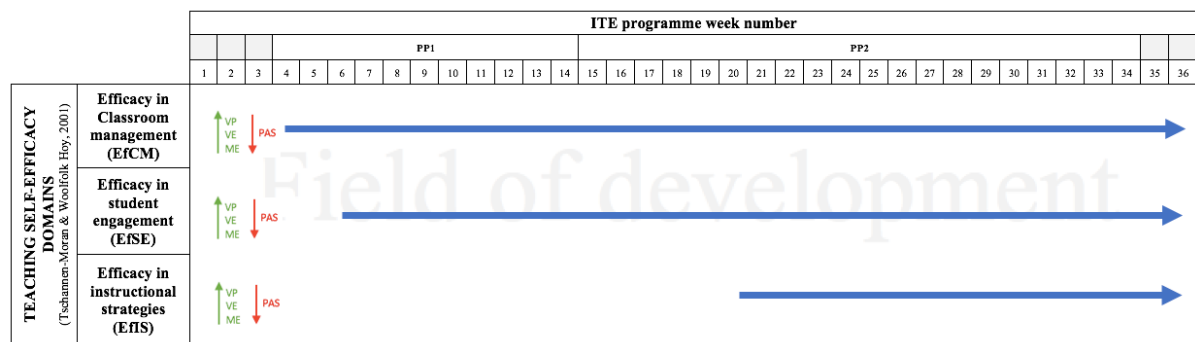 ITE programme week number
PP1 PP2
1 2 3 4 5 6 7 8 9 10 11 12 13 14 15 16 17 18 19 20 21 22 23 24 25 26 27 28 29 30 31 32 33 34 35 36
TEACHING SELF-EFFICACY
DOMAINS
(Tschannen-Moran & Woolfolk Hoy, 2001)
Efficacy in
Classroom
management
(EfCM)
VP
VE
ME
PAS
Efficacy in
student
engagement
(EfSE)
VP
VE
ME
PAS
Efficacy in
instructional
strategies
(EfIS)
VP
VE
ME
PAS
Field of development